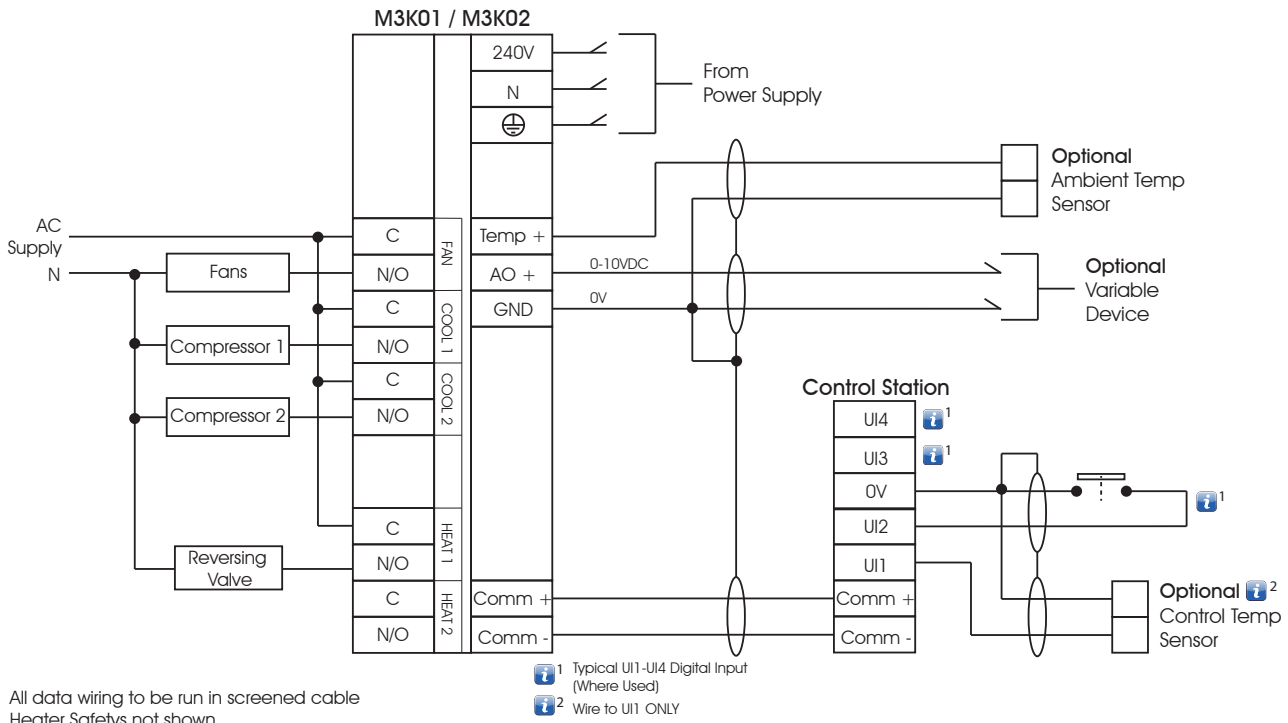 M3K01 / M3K02
240V
N
From
Power Supply
Optional
Ambient Temp
Sensor
AC
Supply
N
Fans
Compressor 1
Compressor 2
Reversing
Valve
C
N/O
FAN
C
N/O
COOL 1
C
N/O
COOL 2
C
N/O
HEAT 1
C
N/O
HEAT 2
Temp +
AO +
GND
0-10VDC
0V
Optional
Variable
Device
Comm +
Comm -
Control Station
UI4
i 1
UI3
i 1
0V
UI2
UI1
Comm +
Comm -
i 1
Optional i 2
Control Temp
Sensor
i 1 Typical UI1-UI4 Digital Input
(Where Used)
i 2 Wire to UI1 ONLY
All data wiring to be run in screened cable
Heater Safetys not shown